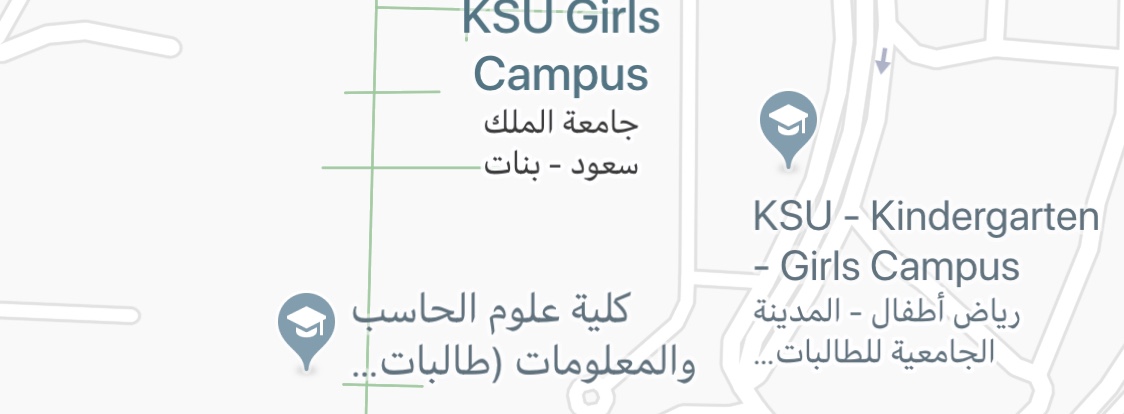 KSU Girls
Campus
جامعة الملك
سعود - بنات
KSU - Kindergarten
- Girls Campus
رياض أطفال - المدينة
الجامعية للطالبات...
كلية علوم الحاسب
والمعلومات (طالبات...